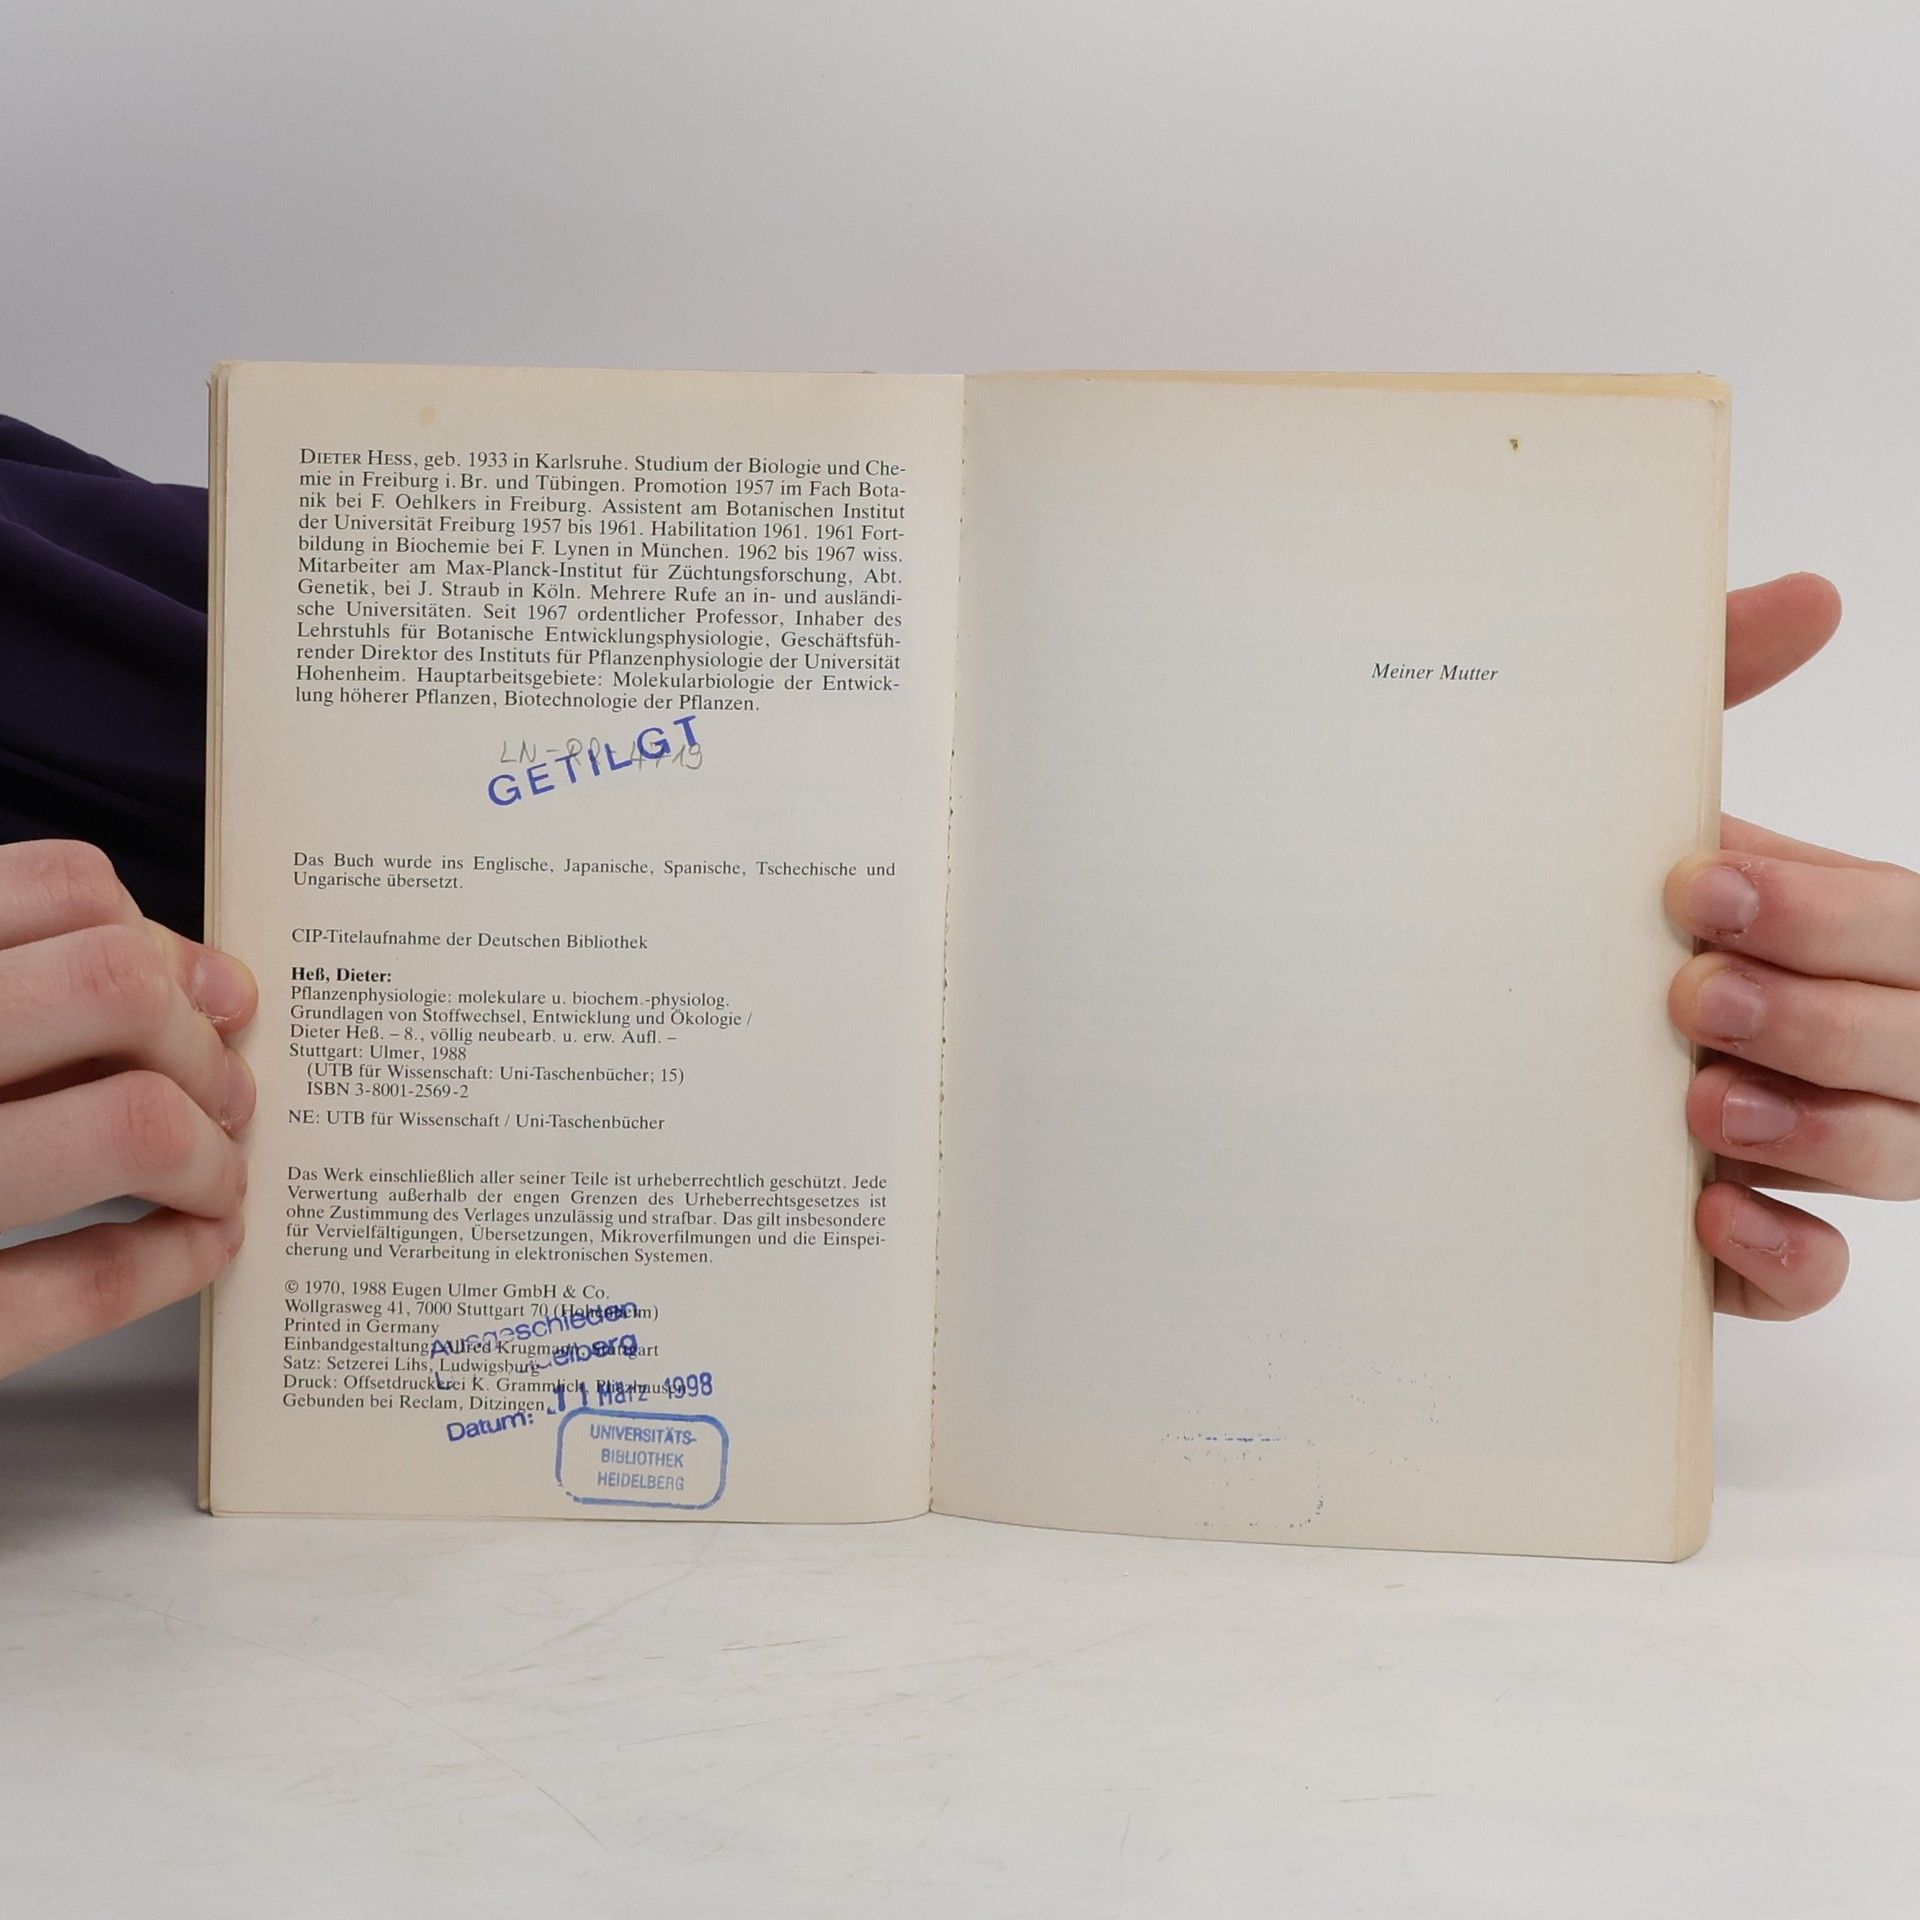 DIETER HESS, geb. 1933 in Karlsruhe. Studium der Biologie und Che-
mie in Freiburg i. Br. und Tübingen. Promotion 1957 im Fach Bota-
nik bei F. Oehlkers in Freiburg. Assistent am Botanischen Institut
der Universität Freiburg 1957 bis 1961. Habilitation 1961. 1961 Fort-
bildung in Biochemie bei F. Lynen in München. 1962 bis 1967 wiss.
Mitarbeiter am Max-Planck-Institut für Züchtungsforschung, Abt.
Genetik, bei J. Straub in Köln. Mehrere Rufe an in- und ausländi-
sche Universitäten. Seit 1967 ordentlicher Professor, Inhaber des
Lehrstuhls für Botanische Entwicklungsphysiologie, Geschäftsfüh-
render Direktor des Instituts für Pflanzenphysiologie der Universität
Hohenheim. Hauptarbeitsgebiete: Molekularbiologie der Entwick-
lung höherer Pflanzen, Biotechnologie der Pflanzen.
GETILGT
Das Buch wurde ins Englische, Japanische, Spanische, Tschechische und
Ungarische übersetzt.
CIP-Titelaufnahme der Deutschen Bibliothek
Heß, Dieter:
Pflanzenphysiologie: molekulare u. biochem.-physiolog.
Grundlagen von Stoffwechsel, Entwicklung und Ökologie /
Dieter Heß. – 8., völlig neubearb. u. erw. Aufl. –
Stuttgart: Ulmer, 1988
(UTB für Wissenschaft: Uni-Taschenbücher; 15)
ISBN 3-8001-2569-2
NE: UTB für Wissenschaft / Uni-Taschenbücher
Das Werk einschließlich aller seiner Teile ist urheberrechtlich geschützt. Jede
Verwertung außerhalb der engen Grenzen des Urheberrechtsgesetzes ist
ohne Zustimmung des Verlages unzulässig und strafbar. Das gilt insbesondere
für Vervielfältigungen, Übersetzungen, Mikroverfilmungen und die Einspei-
cherung und Verarbeitung in elektronischen Systemen.
© 1970, 1988 Eugen Ulmer GmbH & Co.
Wollgrasweg 41, 7000 Stuttgart 70 (Hohenheim)
Printed in Germany
Einbandgestaltung: Alfred Krugmann, Stuttgart
Satz: Setzerei Lihs, Ludwigsburg
Druck: Offsetdruckerei K. Grammlich, Pliezhausen
Gebunden bei Reclam, Ditzingen
Ausgeschieden
Datum: 11 März 1998
UNIVERSITÄTS-
BIBLIOTHEK
HEIDELBERG
Meiner Mutter